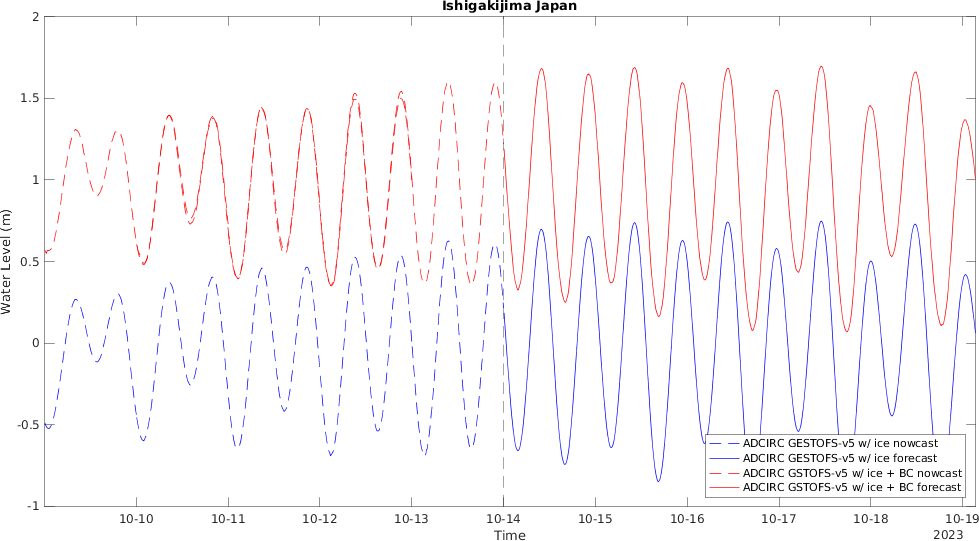 Ishigakijima Japan
2
1.5
1
0.5
0
-0.5
-1
Water Level (m)
10-10
10-11
10-12
10-13
10-14
10-15
10-16
10-17
10-18
10-19
Time
2023
ADCIRC GESTOFS-v5 w/ ice nowcast
ADCIRC GESTOFS-v5 w/ ice forecast
ADCIRC GSTOFS-v5 w/ ice + BC nowcast
ADCIRC GSTOFS-v5 w/ ice + BC forecast